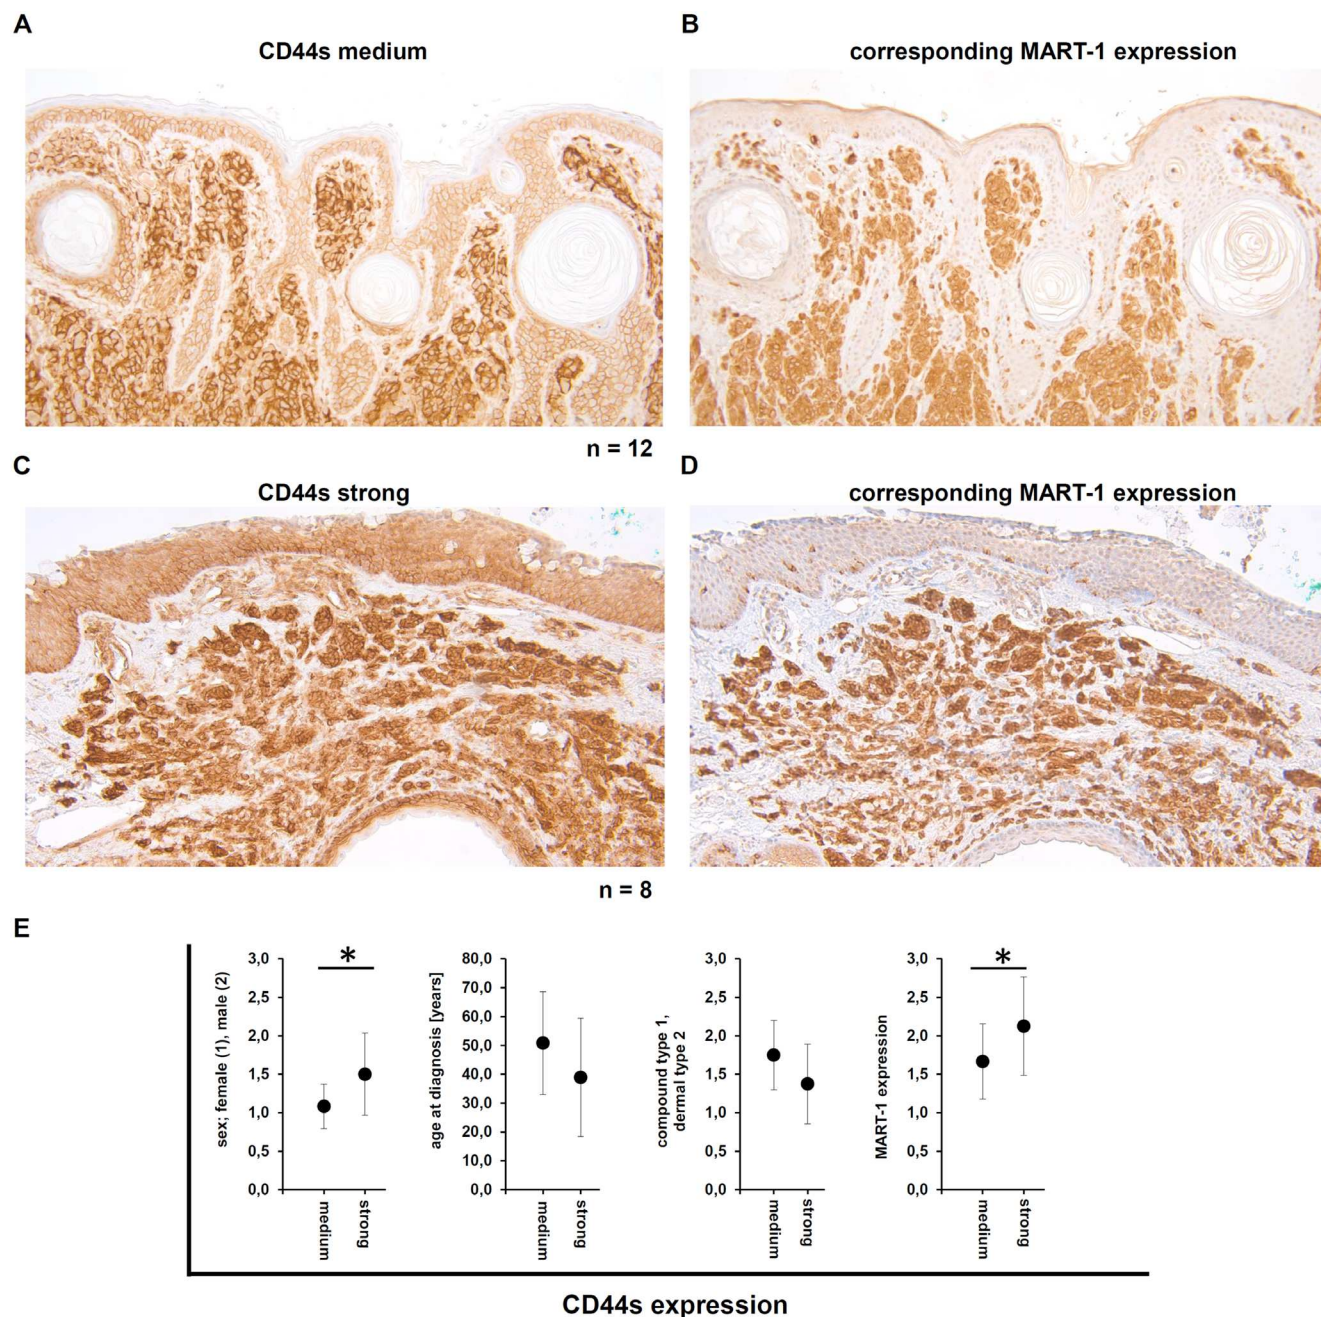 A
CD44s medium
B
corresponding MART-1 expression
n = 12
C
CD44s strong
D
corresponding MART-1 expression
n = 8
E
sex; female (1), male (2)
3,0
2,5
2,0
1,5
1,0
0,5
0,0
*
medium
strong
age at diagnosis [years]
80,0
70,0
60,0
50,0
40,0
30,0
20,0
10,0
0,0
medium
strong
compound type 1,
dermal type 2
3,0
2,5
2,0
1,5
1,0
0,5
0,0
medium
strong
MART-1 expression
3,0
2,5
2,0
1,5
1,0
0,5
0,0
*
medium
strong
CD44s expression